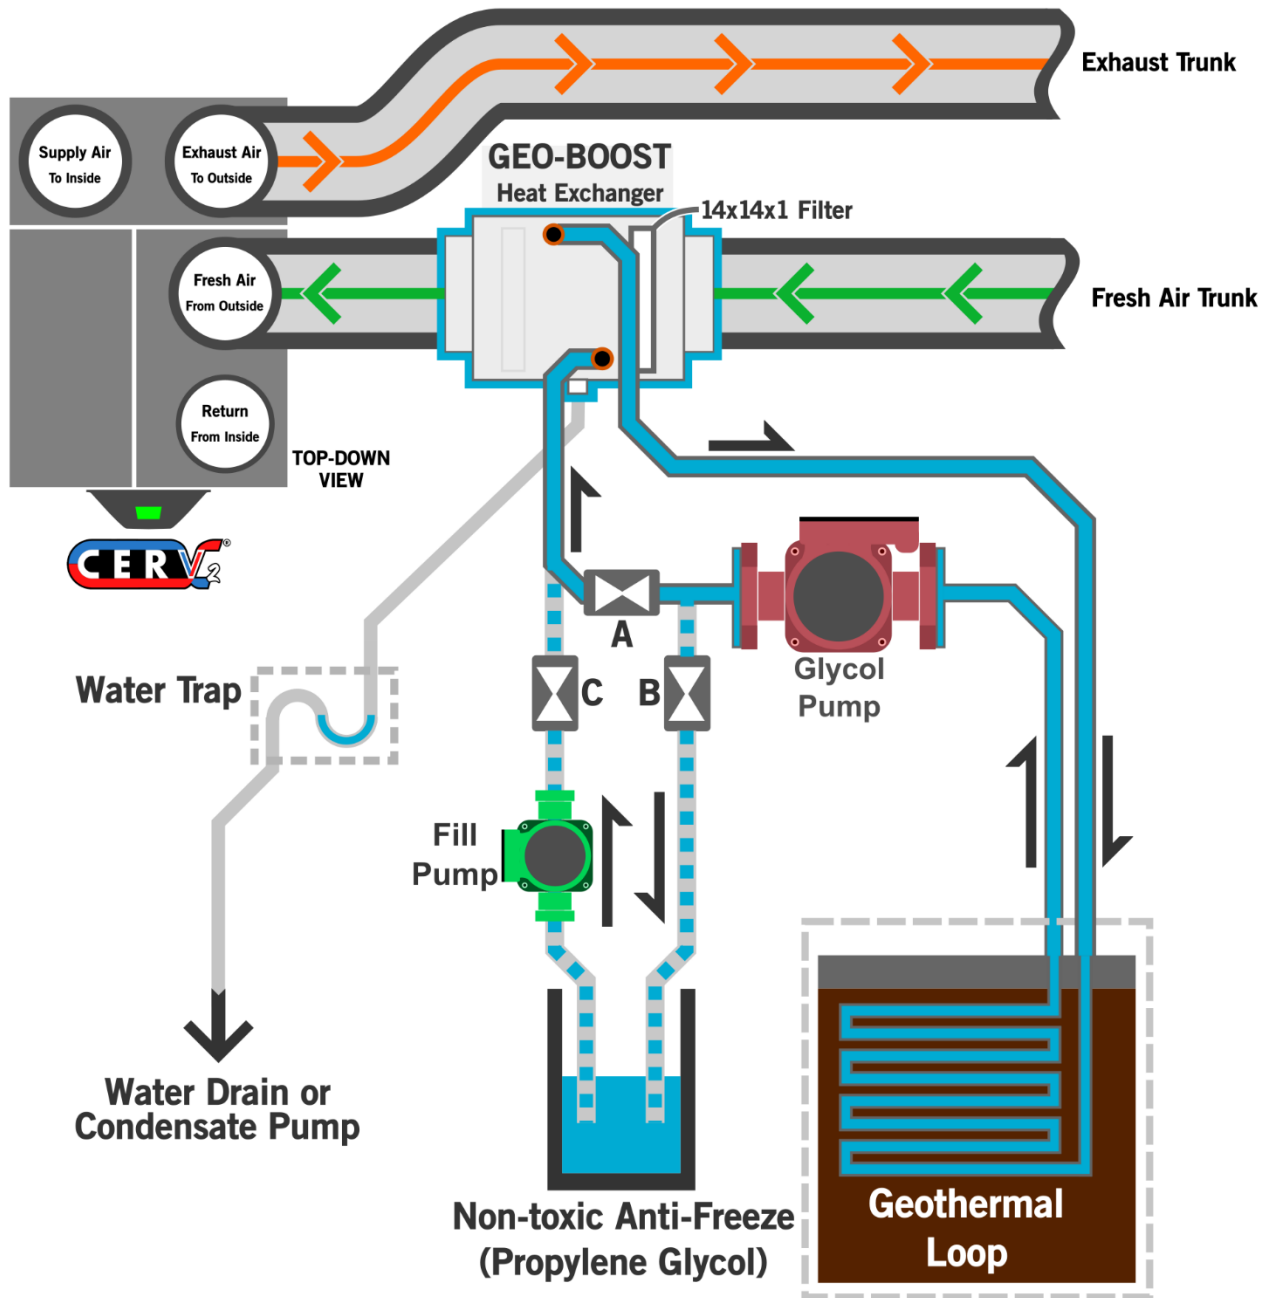 Exhaust Trunk
Supply Air
To Inside
Exhaust Air
To Outside
GEO-BOOST
Heat Exchanger
14x14x1 Filter
Fresh Air
From Outside
Fresh Air Trunk
Return
From Inside
TOP-DOWN
VIEW
CERV2®
A
Glycol
Pump
Water Trap
C
B
Fill
Pump
Water Drain or
Condensate Pump
Non-toxic Anti-Freeze
(Propylene Glycol)
Geothermal
Loop